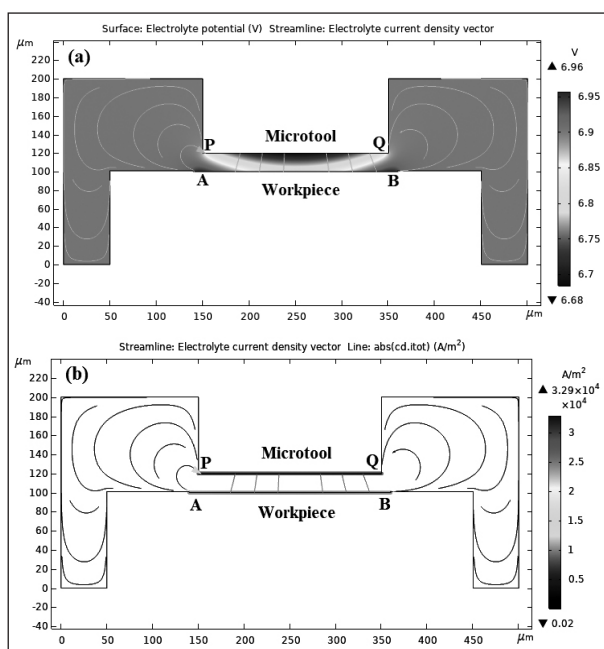 Surface: Electrolyte potential (V) Streamline: Electrolyte current density vector
µm
(a)
V
▲ 6.96
220
200
180
160
140
120
100
80
60
40
20
0
-20
-40
P
Q
Microtool
A
B
Workpiece
6.95
6.9
6.85
6.8
6.75
6.7
▼ 6.68
0 50 100 150 200 250 300 350 400 450 µm
Streamline: Electrolyte current density vector Line: abs(cd.itot) (A/m²)
µm
(b)
A/m²
▲ 3.29×10⁴
×10⁴
220
200
180
160
140
120
100
80
60
40
20
0
-20
-40
P
Q
Microtool
A
B
Workpiece
3
2.5
2
1.5
1
0.5
▼ 0.02
0 50 100 150 200 250 300 350 400 450 µm